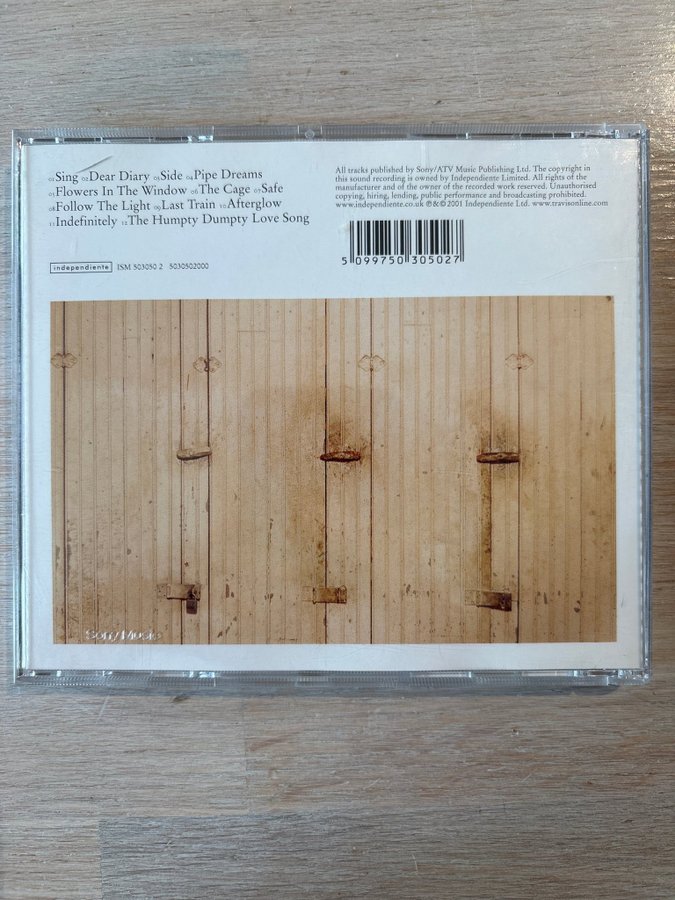 01 Sing 02 Dear Diary 03 Side 04 Pipe Dreams
05 Flowers In The Window 06 The Cage 07 Safe
08 Follow The Light 09 Last Train 10 Afterglow
11 Indefinitely 12 The Humpty Dumpty Love Song
All tracks published by Sony/ATV Music Publishing Ltd. The copyright in
this sound recording is owned by Independiente Limited. All rights of the
manufacturer and of the owner of the recorded work reserved. Unauthorised
copying, hiring, lending, public performance and broadcasting prohibited.
www.independiente.co.uk ℗&©2001 Independiente Ltd. www.travisonline.com
5 099750 305027
independiente ISM 503050 2 5030502000
Sony Music